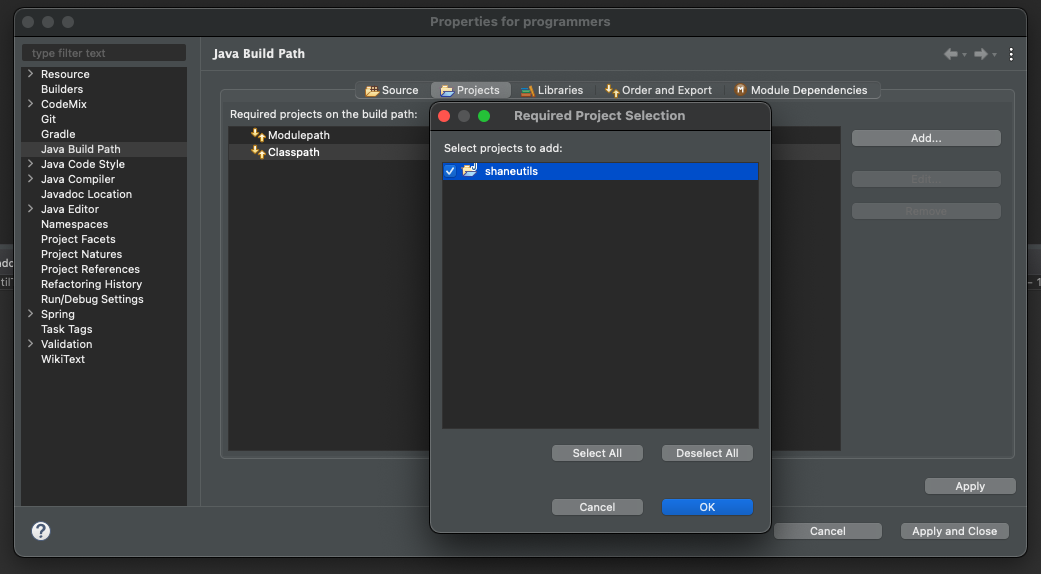 Properties for programmers
type filter text
Resource
Builders
CodeMix
Git
Gradle
Java Build Path
Java Code Style
Java Compiler
Javadoc Location
Java Editor
Namespaces
Project Facets
Project Natures
Project References
Refactoring History
Run/Debug Settings
Spring
Task Tags
Validation
WikiText
Java Build Path
Source
Projects
Libraries
Order and Export
Module Dependencies
Required projects on the build path:
Modulepath
Classpath
Add...
Edit...
Remove
Required Project Selection
Select projects to add:
shaneutils
Select All
Deselect All
Cancel
OK
Apply
?
Cancel
Apply and Close